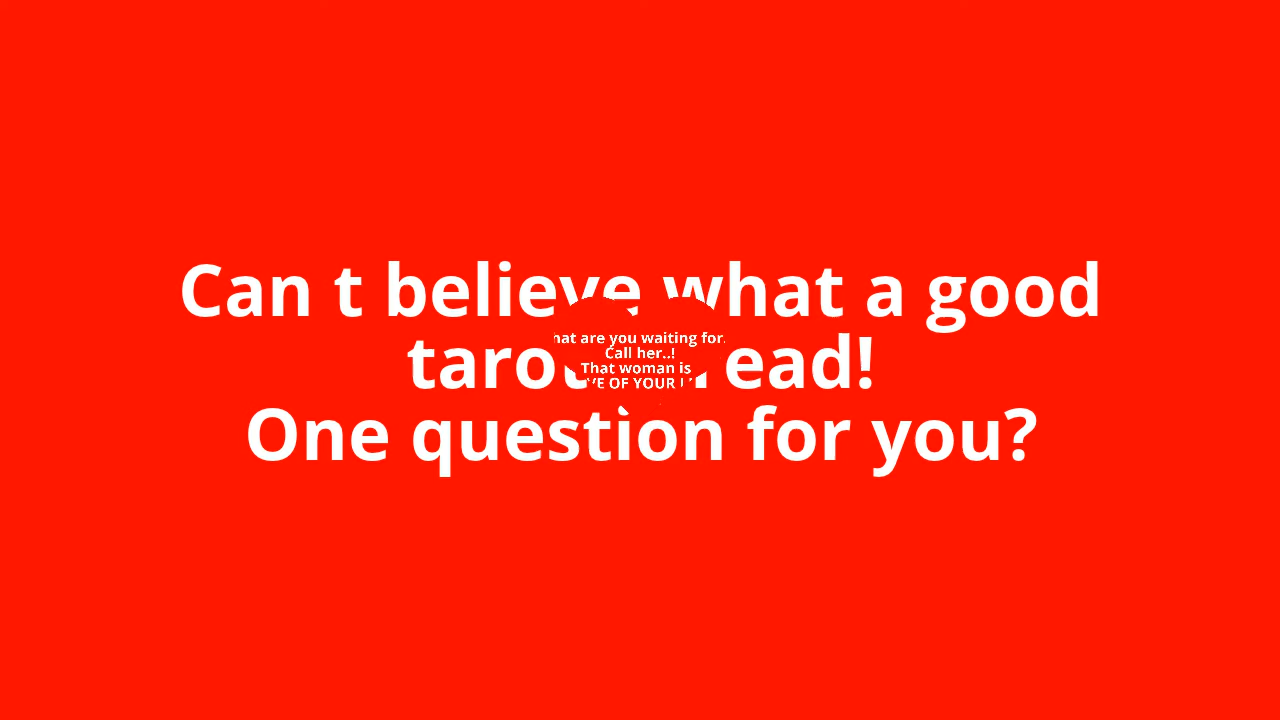 Can t believe what a good
ead!
One question for you?
hat are you waiting for.
Call her..!
That woman is
VE OF YOUR